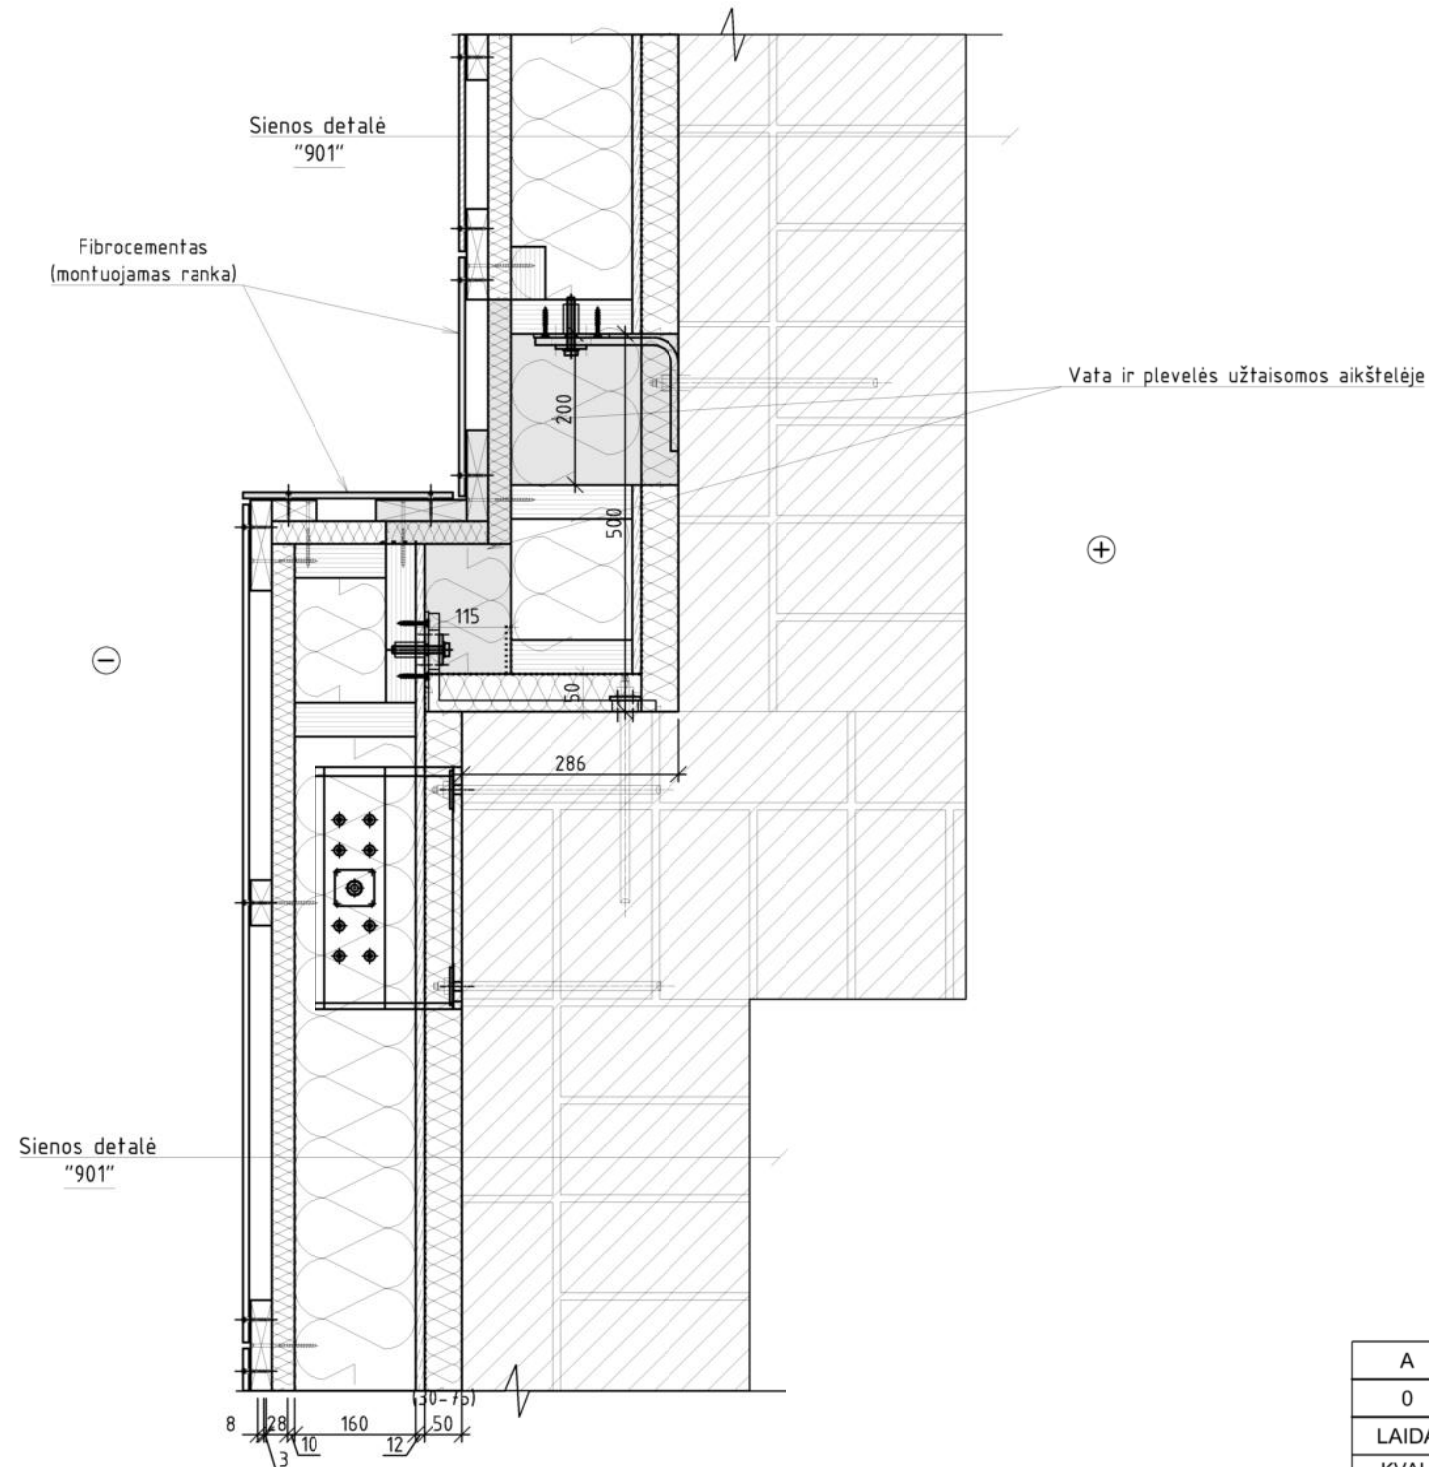 Sienos detalė
"901"
Fibrocementas
(montuojamas ranka)
Vata ir plevelės užtaisomos aikštelėje
200
500
115
50
286
Sienos detalė
"901"
(30-75)
8
28
160
50
3
10
12
A
0
LAIDA